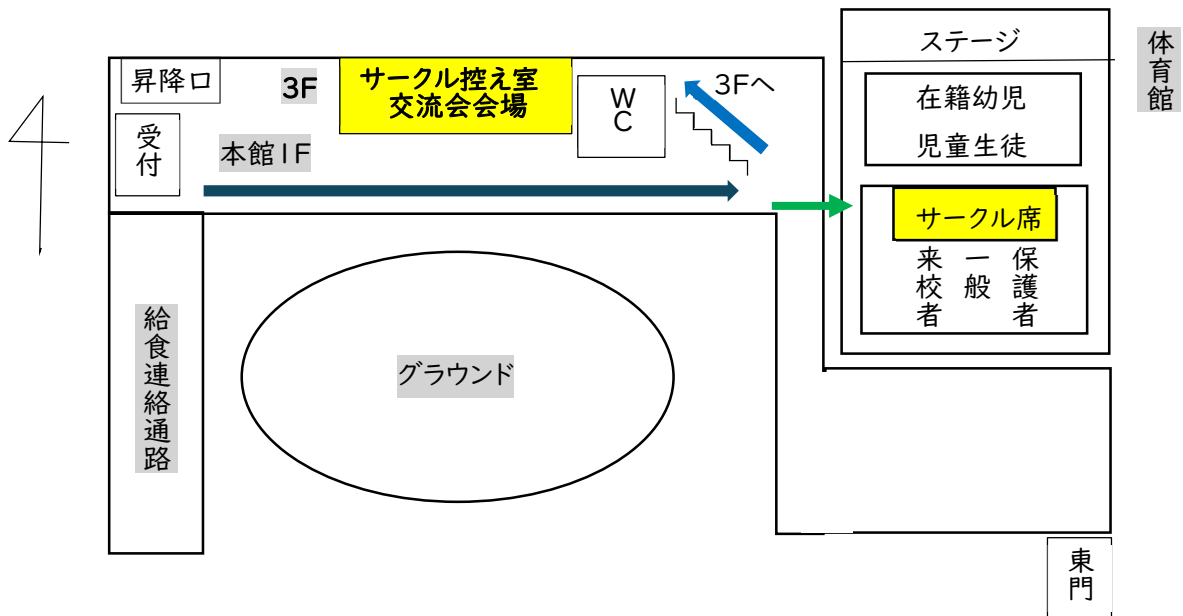 ステージ
体育館
昇降口
3F
サークル控え室
交流会会場
WC
3Fへ
在籍幼児
児童生徒
受付
本館1F
サークル席
保護者
一般
来校者
給食連絡通路
グラウンド
東門